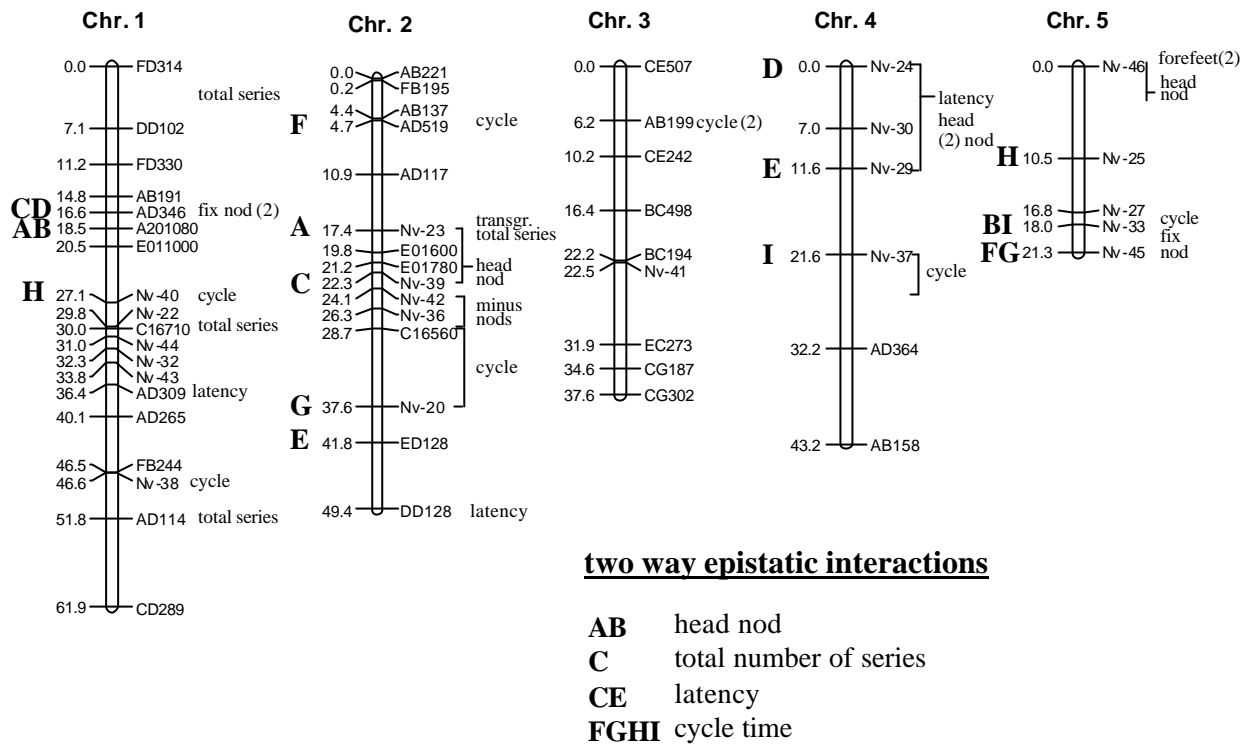 Chr. 1
0.0 FD314
total series
7.1 DD102
11.2 FD330
14.8 AB191
CD 16.6 AD346 fix nod (2)
AB 18.5 A201080
20.5 E011000
H 27.1 Nv-40 cycle
29.8 Nv-22
30.0 C16710 total series
31.0 Nv-44
32.3 Nv-32
33.8 Nv-43
36.4 AD309 latency
40.1 AD265
46.5 FB244
46.6 Nv-38 cycle
51.8 AD114 total series
61.9 CD289
Chr. 2
0.0 AB221
0.2 FB195
4.4 AB137
F 4.7 AD519 cycle
10.9 AD117
A 17.4 Nv-23 transgr.
total series
19.8 E01600
21.2 E01780 head
C 22.3 Nv-39 nod
24.1 Nv-42 minus
26.3 Nv-36 nods
28.7 C16560
cycle
G 37.6 Nv-20
E 41.8 ED128
49.4 DD128 latency
Chr. 3
0.0 CE507
6.2 AB199 cycle (2)
10.2 CE242
16.4 BC498
22.2 BC194
22.5 Nv-41
31.9 EC273
34.6 CG187
37.6 CG302
Chr. 4
D 0.0 Nv-24
latency
head
7.0 Nv-30 (2) nod
E 11.6 Nv-29
I 21.6 Nv-37
cycle
32.2 AD364
43.2 AB158
Chr. 5
0.0 Nv-46 forefeet(2)
head
nod
H 10.5 Nv-25
16.8 Nv-27 cycle
BI 18.0 Nv-33 fix
FG 21.3 Nv-45 nod
two way epistatic interactions
AB head nod
C total number of series
CE latency
FGHI cycle time